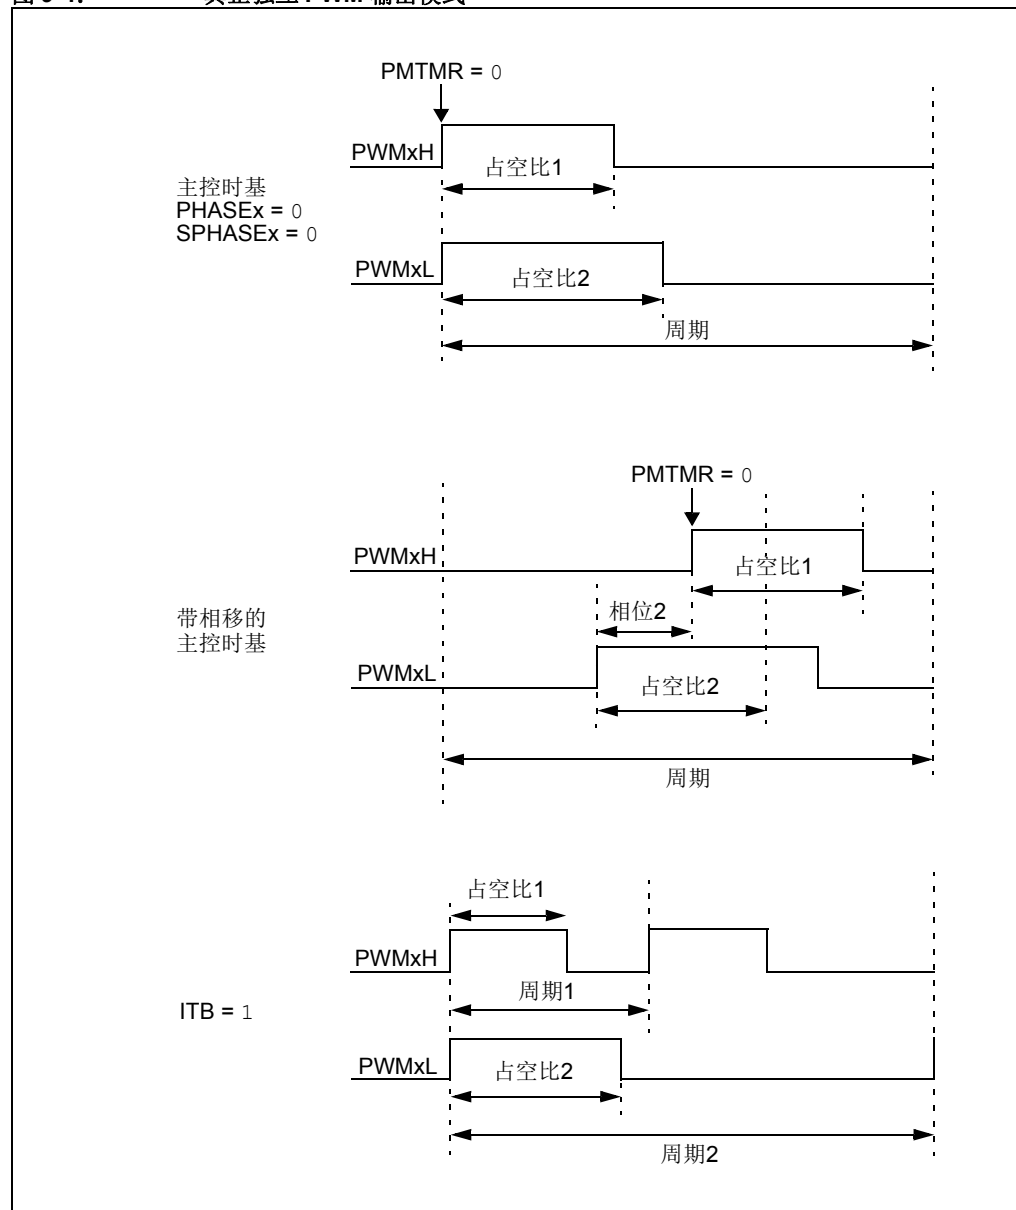 PMTMR = 0
PWMxH
占空比1
主控时基
PHASEx = 0
SPHASEx = 0
PWMxL
占空比2
周期
PMTMR = 0
PWMxH
占空比1
相位2
带相移的
主控时基
PWMxL
占空比2
周期
占空比1
PWMxH
周期1
ITB = 1
PWMxL
占空比2
周期2